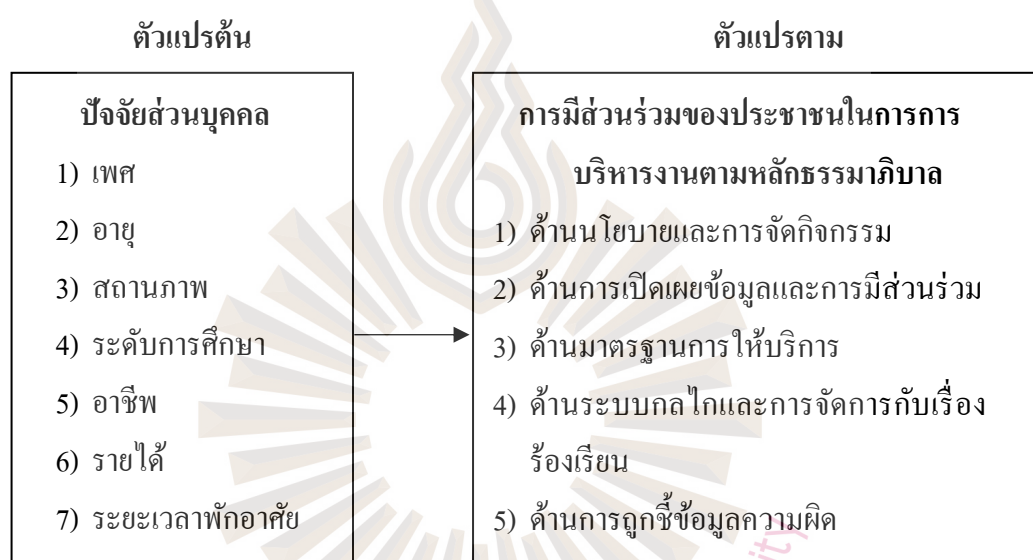 ตัวแปรต้น
ตัวแปรตาม
ปัจจัยส่วนบุคคล
1) เพศ
2) อายุ
3) สถานภาพ
4) ระดับการศึกษา
5) อาชีพ
6) รายได้
7) ระยะเวลาพักอาศัย
การมีส่วนร่วมของประชาชนในการการ
บริหารงานตามหลักธรรมาภิบาล
1) ด้านนโยบายและการจัดกิจกรรม
2) ด้านการเปิดเผยข้อมูลและการมีส่วนร่วม
3) ด้านมาตรฐานการให้บริการ
4) ด้านระบบกลไกและการจัดการกับเรื่อง
ร้องเรียน
5) ด้านการถูกชี้ข้อมูลความผิด